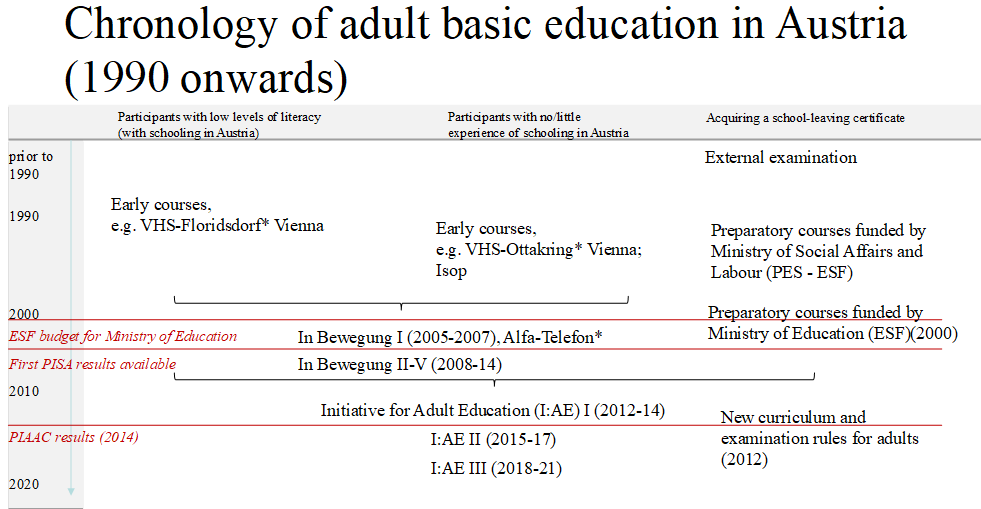 Chronology of adult basic education in Austria
(1990 onwards)
Participants with low levels of literacy
(with schooling in Austria)
Participants with no/little
experience of schooling in Austria
Acquiring a school-leaving certificate
prior to
1990
External examination
1990
Early courses,
e.g. VHS-Floridsdorf* Vienna
Early courses,
e.g. VHS-Ottakring* Vienna;
Isop
Preparatory courses funded by
Ministry of Social Affairs and
Labour (PES - ESF)
2000
Preparatory courses funded by
Ministry of Education (ESF)(2000)
ESF budget for Ministry of Education
In Bewegung I (2005-2007), Alfa-Telefon*
First PISA results available
In Bewegung II-V (2008-14)
2010
Initiative for Adult Education (I:AE) I (2012-14)
New curriculum and
examination rules for adults
(2012)
PIAAC results (2014)
I:AE II (2015-17)
I:AE III (2018-21)
2020